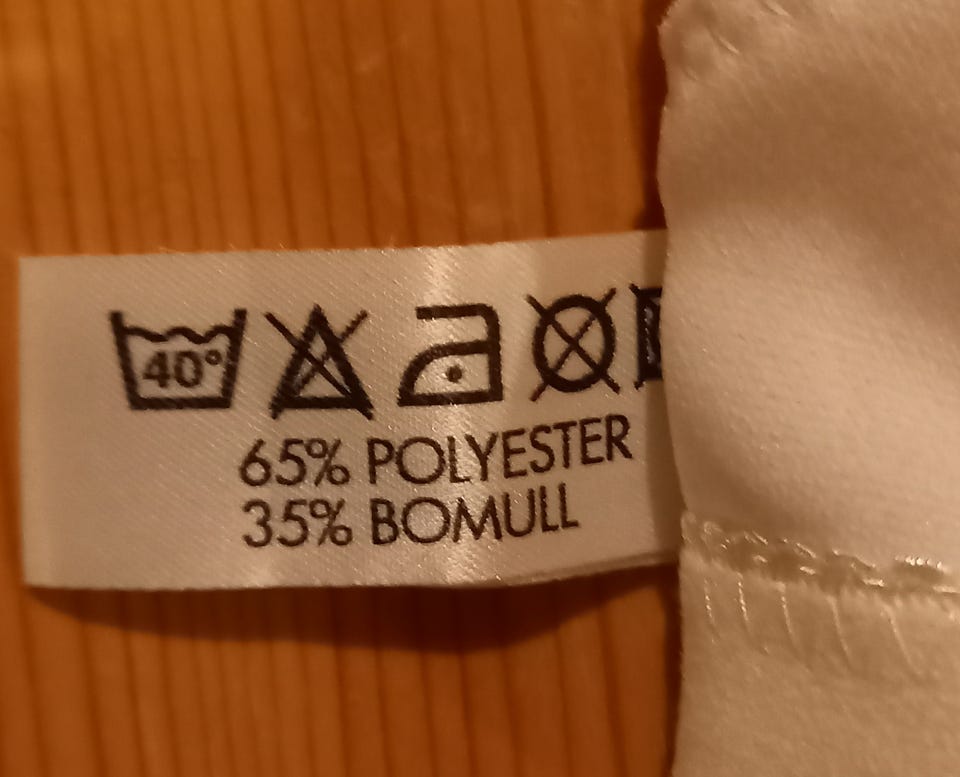 40°
65% POLYESTER
35% BOMULL